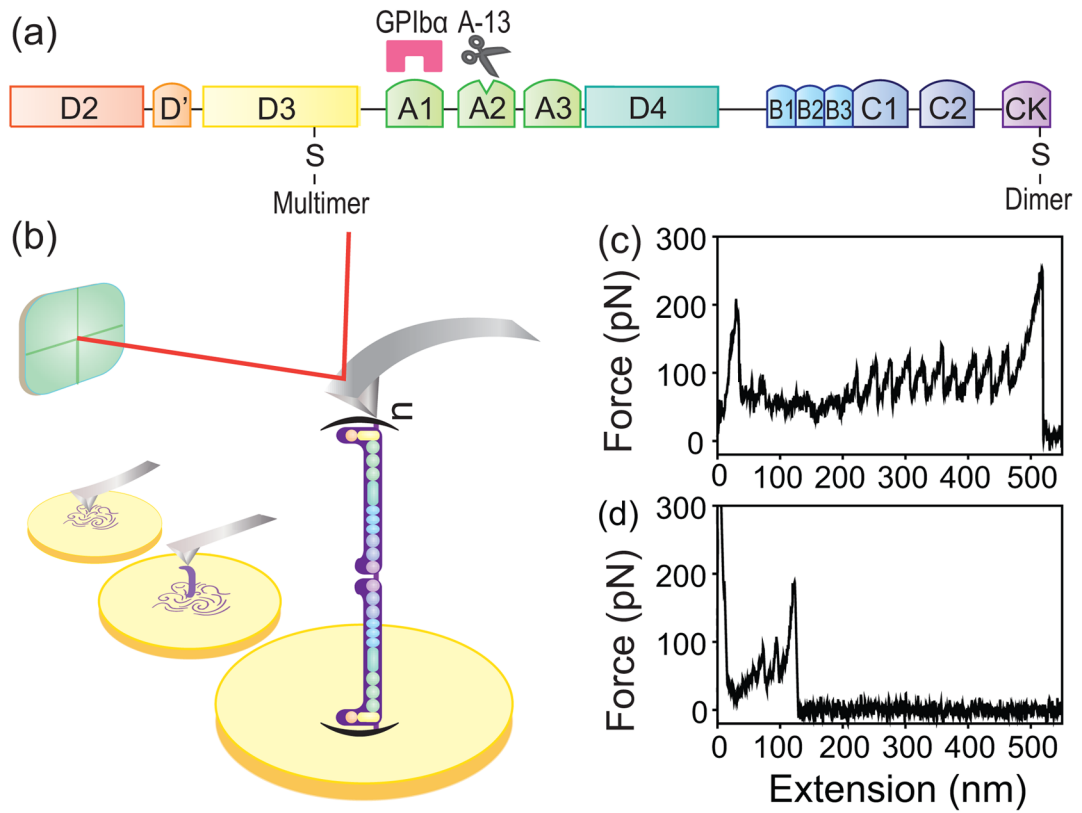 (a)
GPIbα A-13
D2 D' D3 A1 A2 A3 D4 B1 B2 B3 C1 C2 CK
S S
Multimer Dimer
(b)
n
(c)
Force (pN)
300
200
100
0
0 100 200 300 400 500
(d)
Force (pN)
300
200
100
0
0 100 200 300 400 500
Extension (nm)